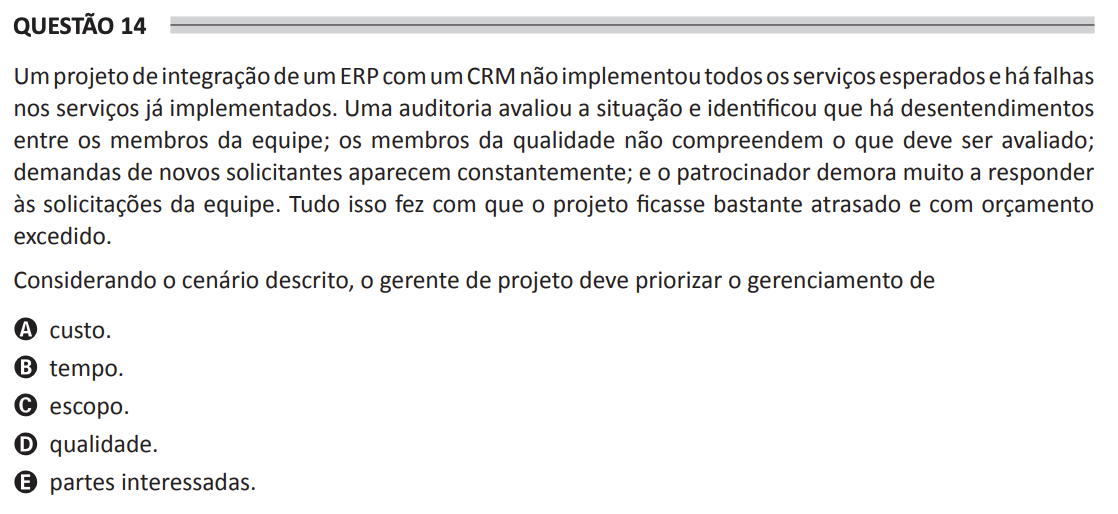 QUESTÃO 14
Um projeto de integração de um ERP com um CRM não implementou todos os serviços esperados e há falhas
nos serviços já implementados. Uma auditoria avaliou a situação e identificou que há desentendimentos
entre os membros da equipe; os membros da qualidade não compreendem o que deve ser avaliado;
demandas de novos solicitantes aparecem constantemente; e o patrocinador demora muito a responder
às solicitações da equipe. Tudo isso fez com que o projeto ficasse bastante atrasado e com orçamento
excedido.
Considerando o cenário descrito, o gerente de projeto deve priorizar o gerenciamento de
A custo.
B tempo.
C escopo.
D qualidade.
E partes interessadas.